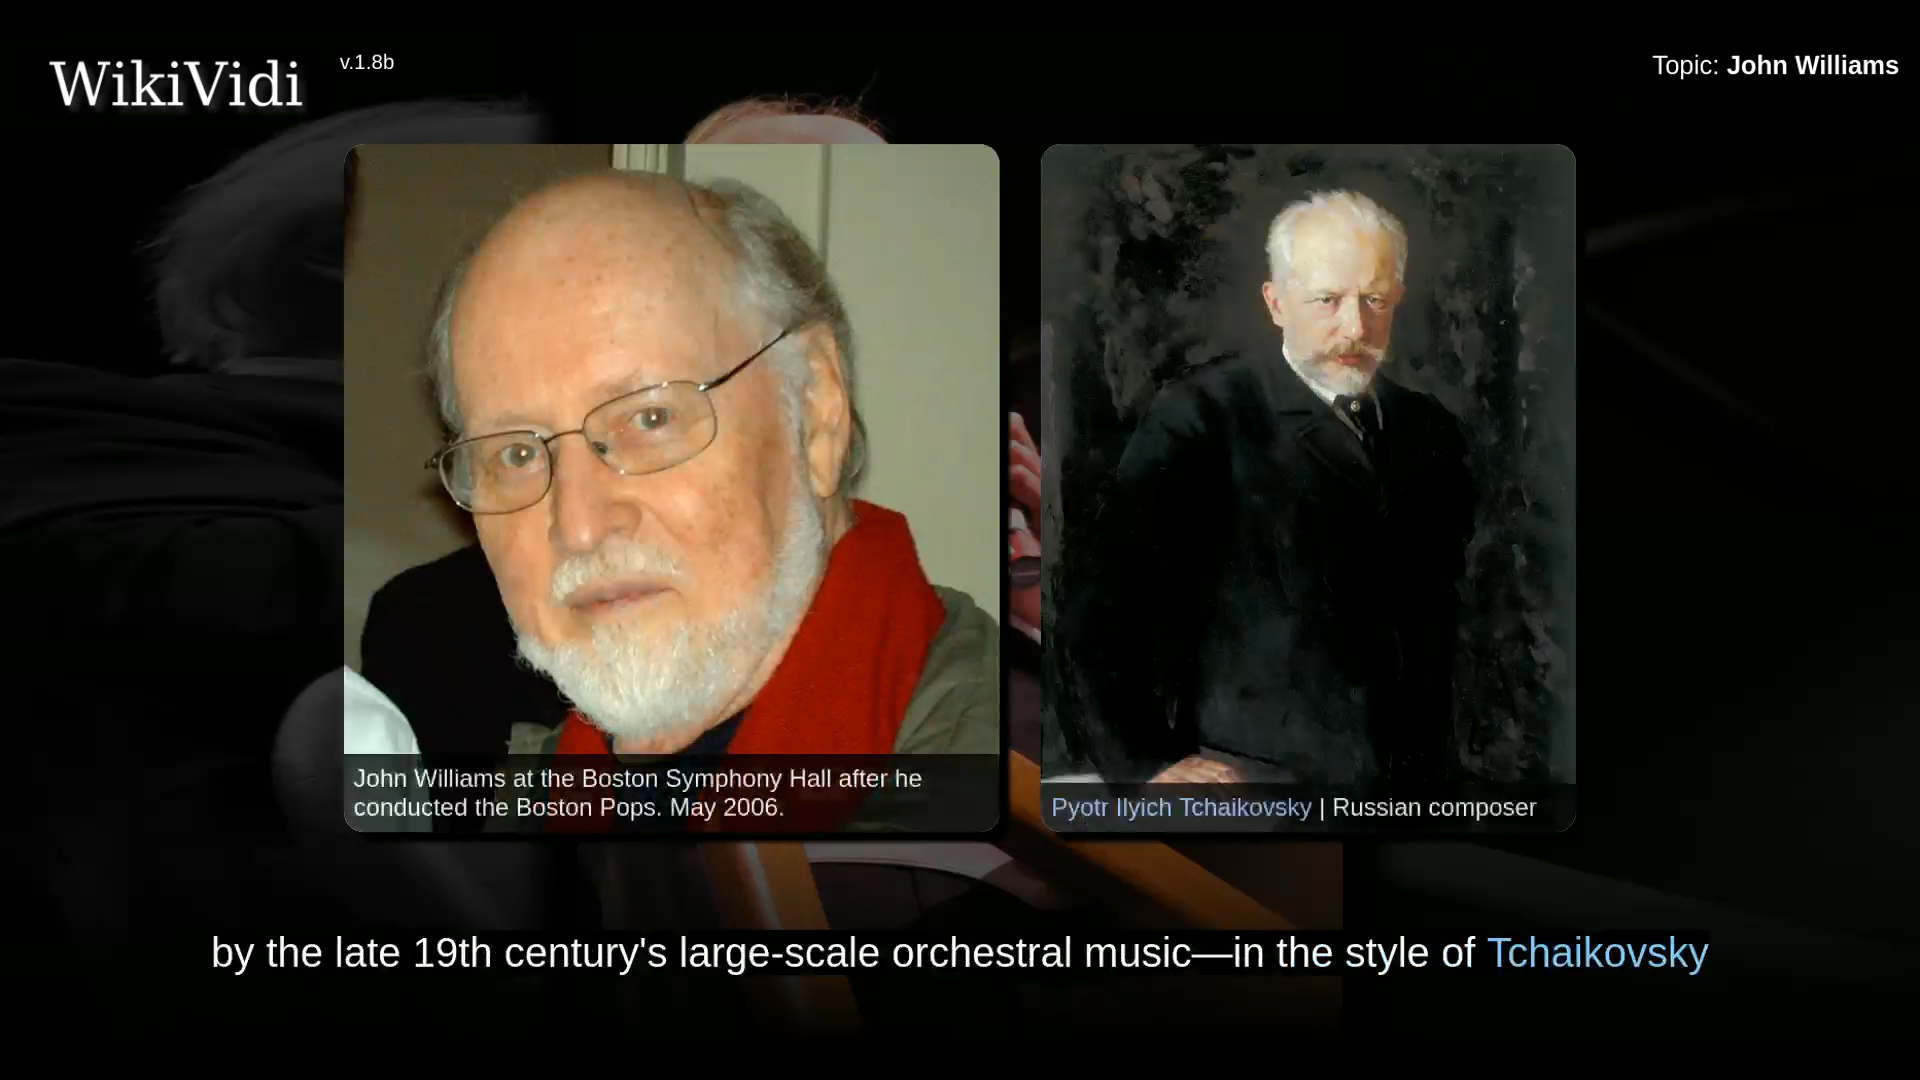 WikiVidi
v.1.8b
Topic: John Williams
John Williams at the Boston Symphony Hall after he
conducted the Boston Pops. May 2006.
Pyotr Ilyich Tchaikovsky | Russian composer
by the late 19th century's large-scale orchestral music—in the style of Tchaikovsky